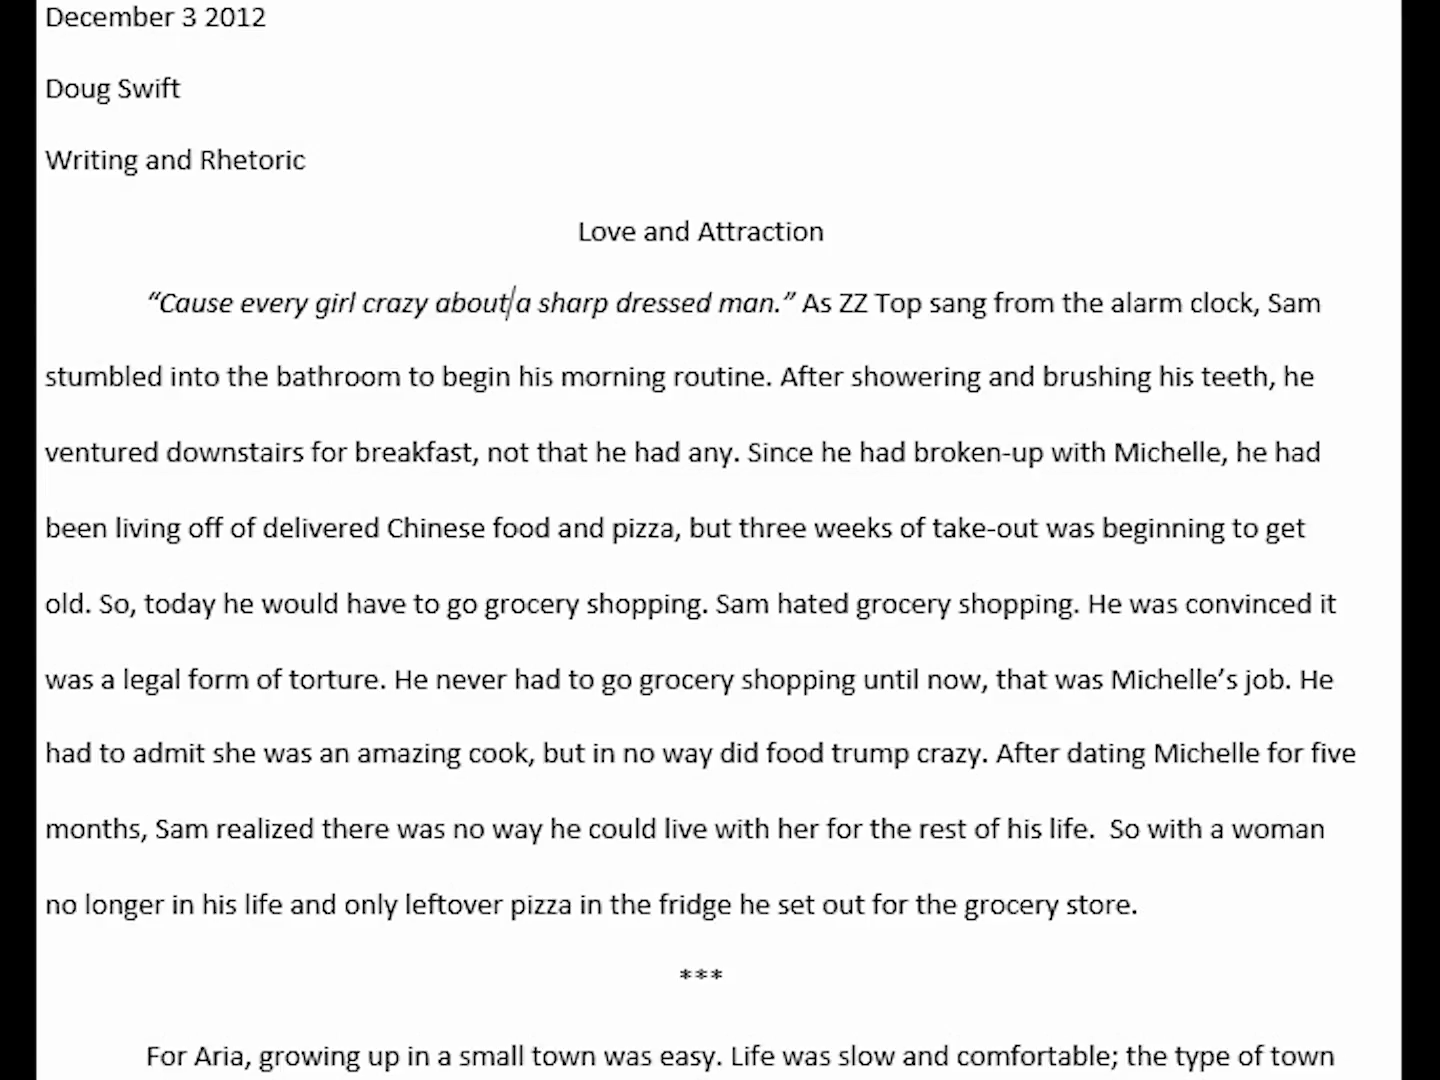 December 3 2012
Doug Swift
Writing and Rhetoric
Love and Attraction
“Cause every girl crazy about a sharp dressed man.” As ZZ Top sang from the alarm clock, Sam
stumbled into the bathroom to begin his morning routine. After showering and brushing his teeth, he
ventured downstairs for breakfast, not that he had any. Since he had broken-up with Michelle, he had
been living off of delivered Chinese food and pizza, but three weeks of take-out was beginning to get
old. So, today he would have to go grocery shopping. Sam hated grocery shopping. He was convinced it
was a legal form of torture. He never had to go grocery shopping until now, that was Michelle’s job. He
had to admit she was an amazing cook, but in no way did food trump crazy. After dating Michelle for five
months, Sam realized there was no way he could live with her for the rest of his life.  So with a woman
no longer in his life and only leftover pizza in the fridge he set out for the grocery store.
***
For Aria, growing up in a small town was easy. Life was slow and comfortable; the type of town